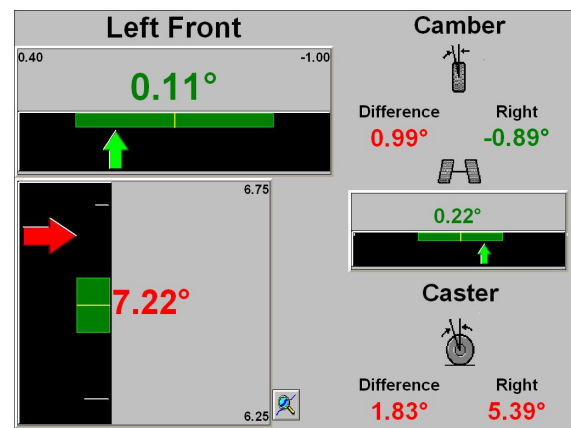 Left Front
0.40 -1.00
0.11°
6.75
7.22°
6.25
Camber
Difference Right
0.99° -0.89°
0.22°
Caster
Difference Right
1.83° 5.39°